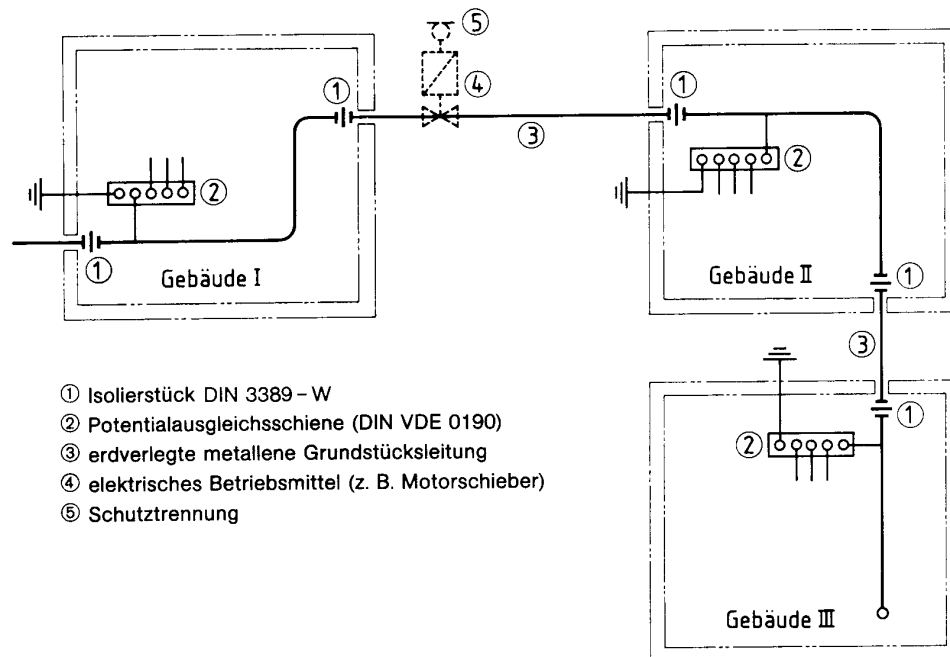 ⑤
①
④
①
③
②
②
①
Gebäude I
Gebäude II
①
③
① Isolierstück DIN 3389 – W
② Potentialausgleichsschiene (DIN VDE 0190)
③ erdverlegte metallene Grundstücksleitung
④ elektrisches Betriebsmittel (z. B. Motorschieber)
⑤ Schutztrennung
①
②
Gebäude III